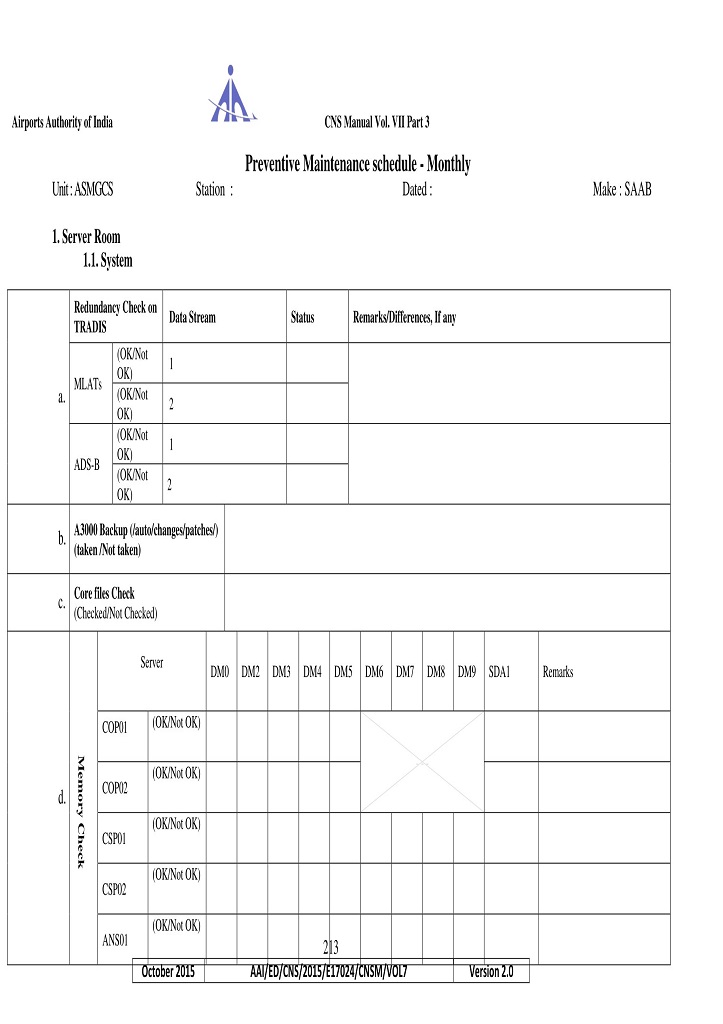 Airports Authority of India CNS Manual Vol. VII Part 3
Preventive Maintenance schedule - Monthly
Unit : ASMGCS Station : Dated : Make : SAAB
1. Server Room
1.1. System
a.
Redundancy Check on
TRADIS
Data Stream
Status
Remarks/Differences, If any
MLATs
(OK/Not
OK)
1
(OK/Not
OK)
2
ADS-B
(OK/Not
OK)
1
(OK/Not
OK)
2
b.
A3000 Backup (/auto/changes/patches/)
(taken /Not taken)
c.
Core files Check
(Checked/Not Checked)
d.
Memory Check
Server DM0 DM2 DM3 DM4 DM5 DM6 DM7 DM8 DM9 SDA1 Remarks
COP01 (OK/Not OK)
COP02 (OK/Not OK)
CSP01 (OK/Not OK)
CSP02 (OK/Not OK)
ANS01 (OK/Not OK)
213
October 2015 AAI/ED/CNS/2015/E17024/CNSM/VOL7 Version 2.0